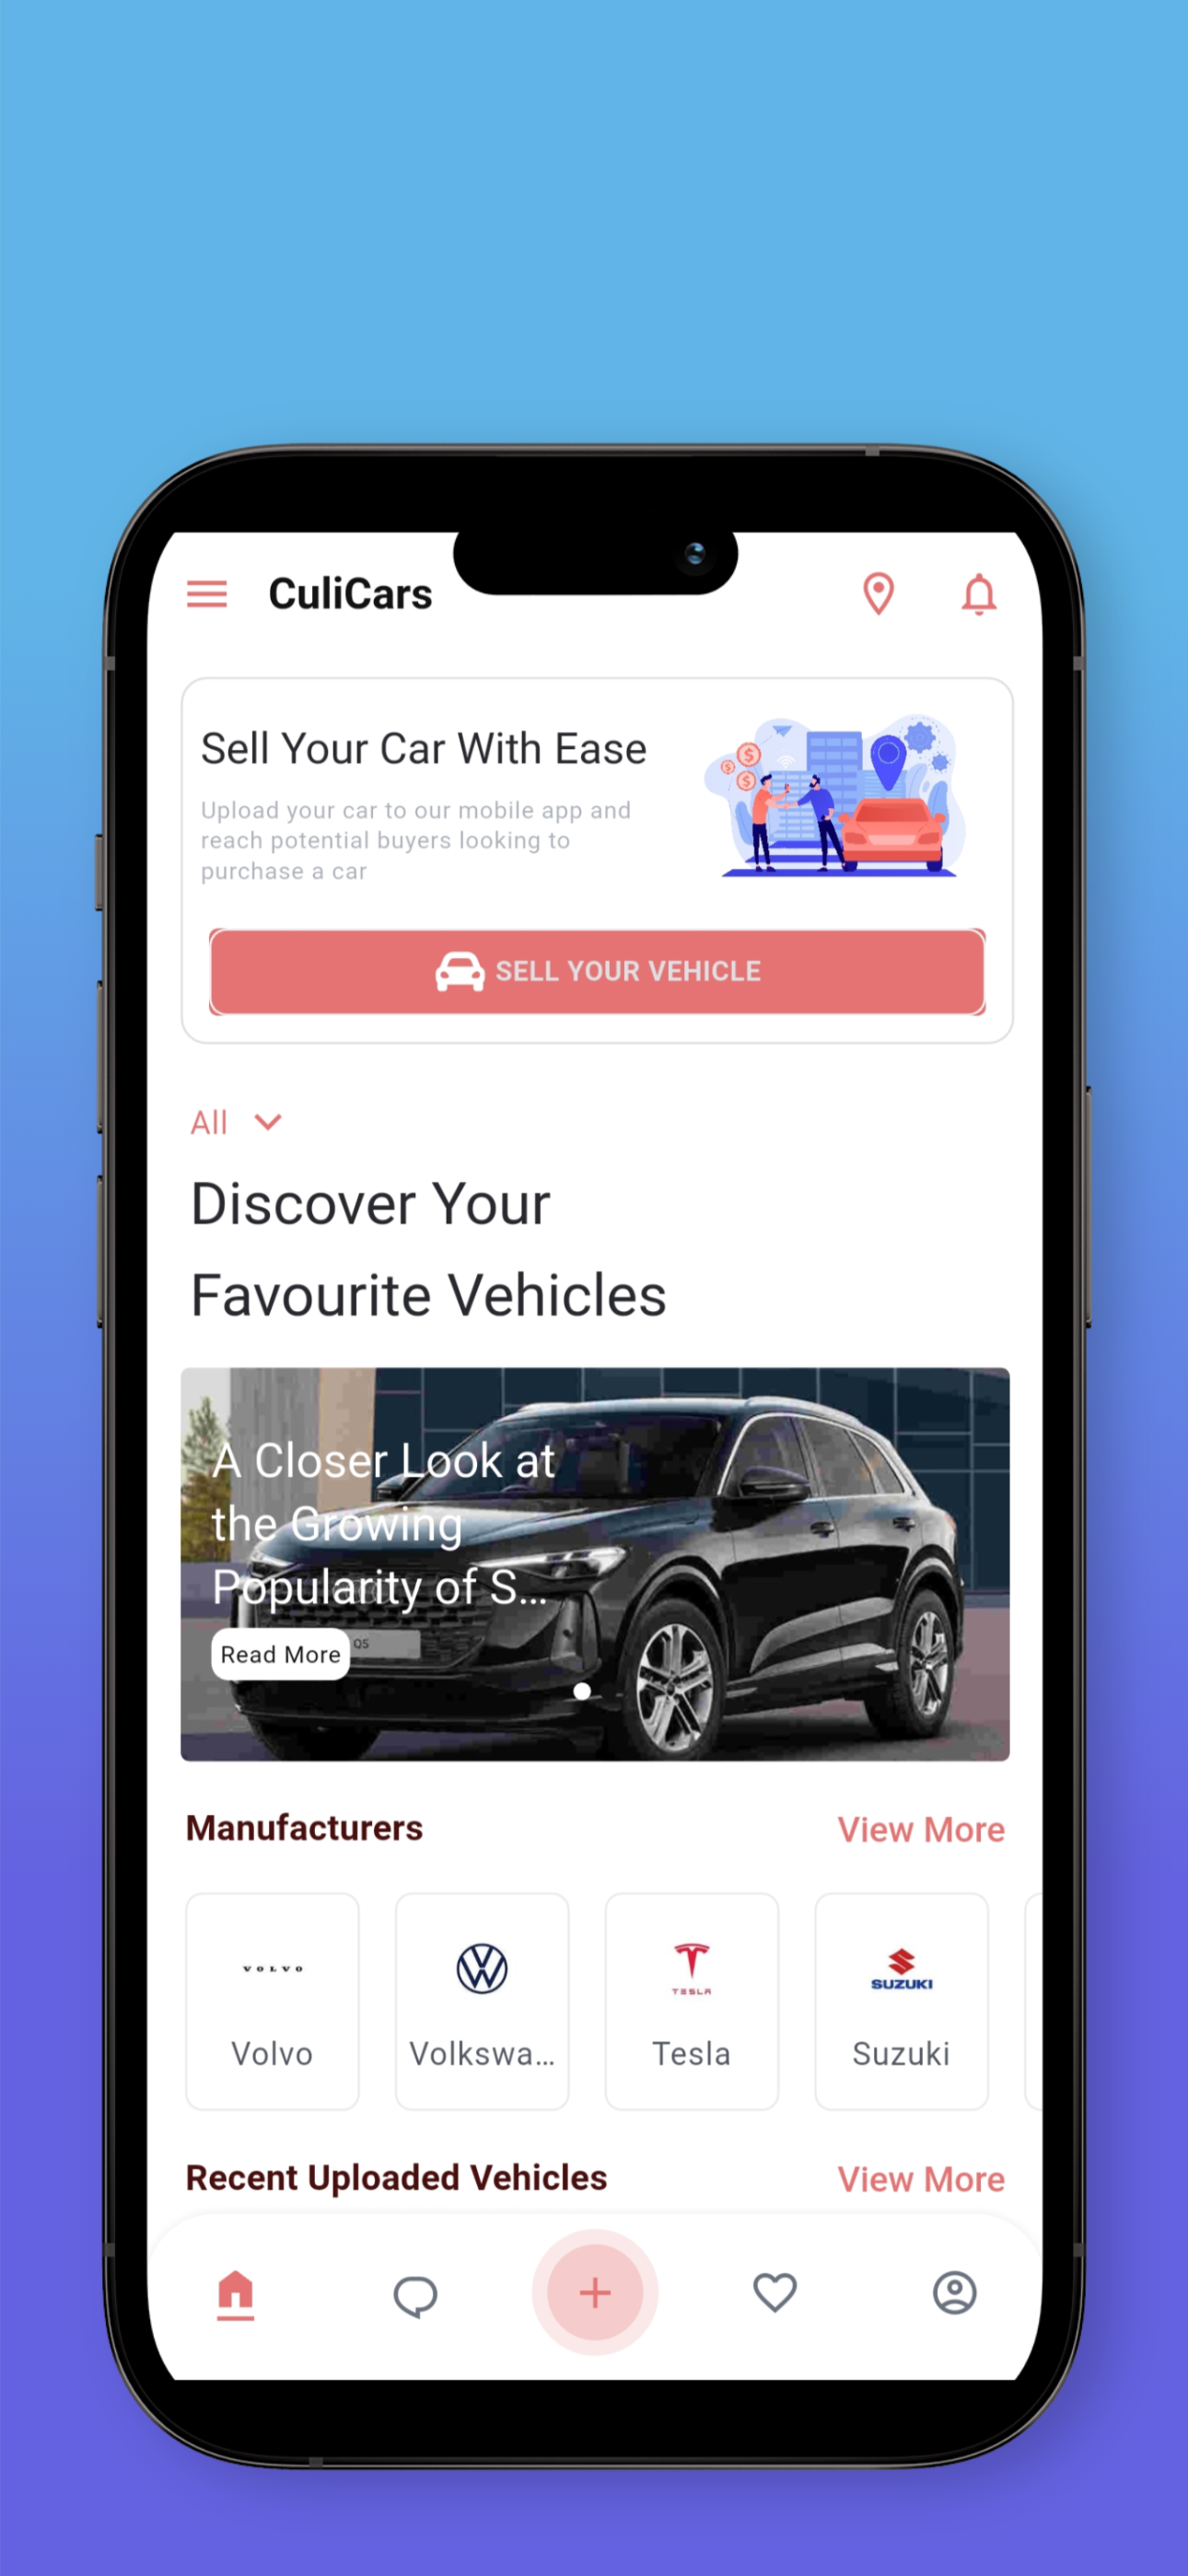 CuliCars
Sell Your Car With Ease
Upload your car to our mobile app and
reach potential buyers looking to
purchase a car
SELL YOUR VEHICLE
All
Discover Your
Favourite Vehicles
A Closer Look at
the Growing
Popularity of S...
Q5
Read More
Manufacturers
View More
VOLVO
TESLA
SUZUKI
Volvo
Volkswa...
Tesla
Suzuki
Recent Uploaded Vehicles
View More